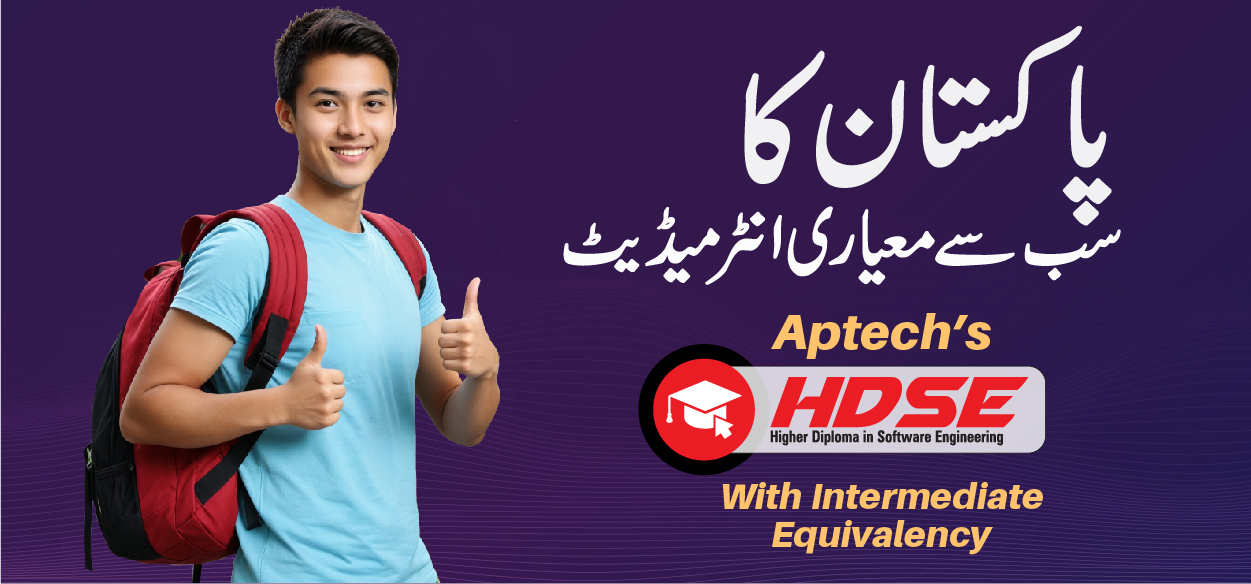 پاکستان کا
سب سے معیاری انٹرمیڈیٹ
Aptech's
HDSE
Higher Diploma in Software Engineering
With Intermediate
Equivalency